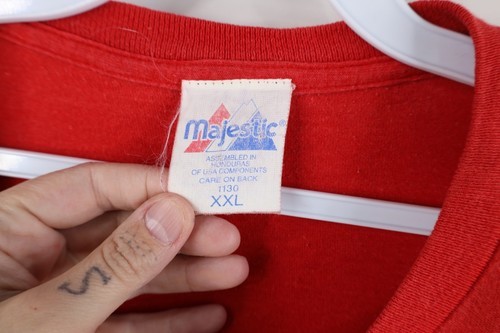 Majestic®
ASSEMBLED IN
HONDURAS
OF USA COMPONENTS
CARE ON BACK
1130
XXL